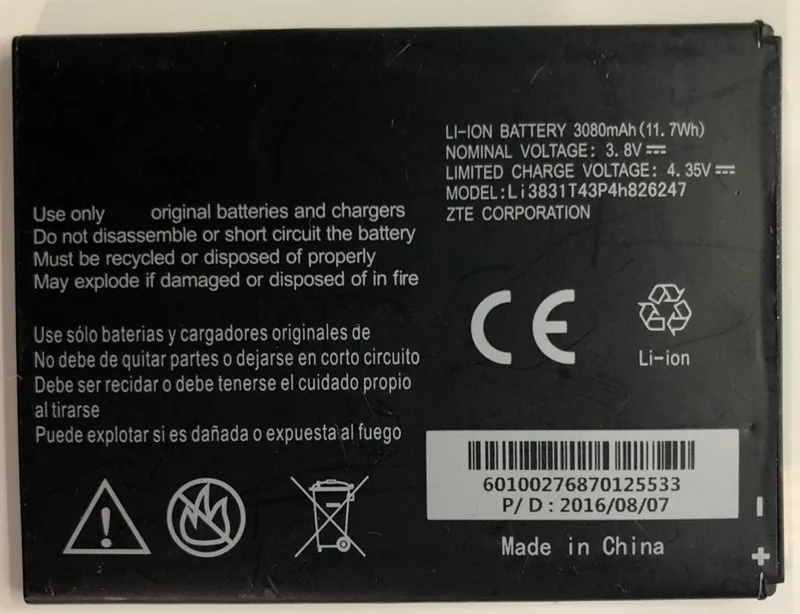 LI-ION BATTERY 3080mAh(11.7Wh)
NOMINAL VOLTAGE: 3.8V⎓
LIMITED CHARGE VOLTAGE: 4.35V⎓
MODEL:Li3831T43P4h826247
ZTE CORPORATION
Use only original batteries and chargers
Do not disassemble or short circuit the battery
Must be recycled or disposed of properly
May explode if damaged or disposed of in fire
Use sólo baterias y cargadores originales de
No debe de quitar partes o dejarse en corto circuito
Debe ser recidar o debe tenerse el cuidado propio
al tirarse
Puede explotar si es dañada o expuesta al fuego
CE
Li-ion
60100276870125533
P/D:2016/08/07
Made in China
- 
+